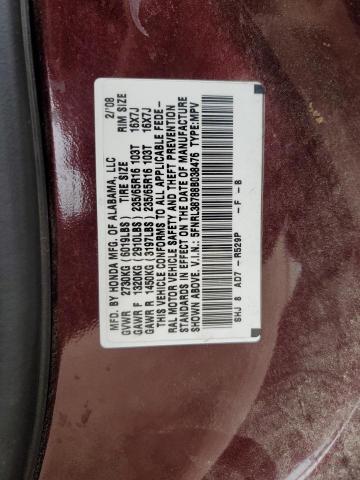 MFD. BY HONDA MFG. OF ALABAMA, LLC 2/'08
TIRE SIZE RIM SIZE
GVWR 2730KG (6019LBS)
GAWR F 1320KG (2910LBS) 235/65R16 103T 16X7J
GAWR R 1450KG (3197LBS) 235/65R16 103T 16X7J
THIS VEHICLE CONFORMS TO ALL APPLICABLE FEDE-
RAL MOTOR VEHICLE SAFETY AND THEFT PREVENTION
STANDARDS IN EFFECT ON THE DATE OF MANUFACTURE
SHOWN ABOVE. V.I.N.: 5FNRL38788B038476 TYPE:MPV
SHJ 8 AD7 - R529P - F - B